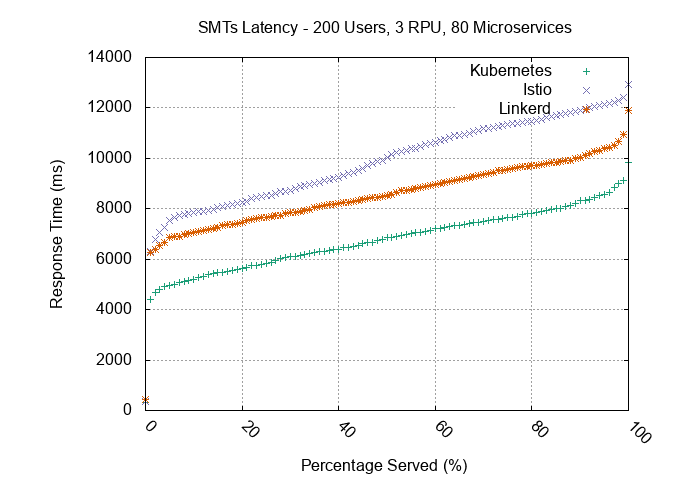 SMTs Latency - 200 Users, 3 RPU, 80 Microservices
14000
12000
10000
8000
6000
4000
2000
0
Response Time (ms)
Kubernetes
Istio
Linkerd
0
20
40
60
80
100
Percentage Served (%)